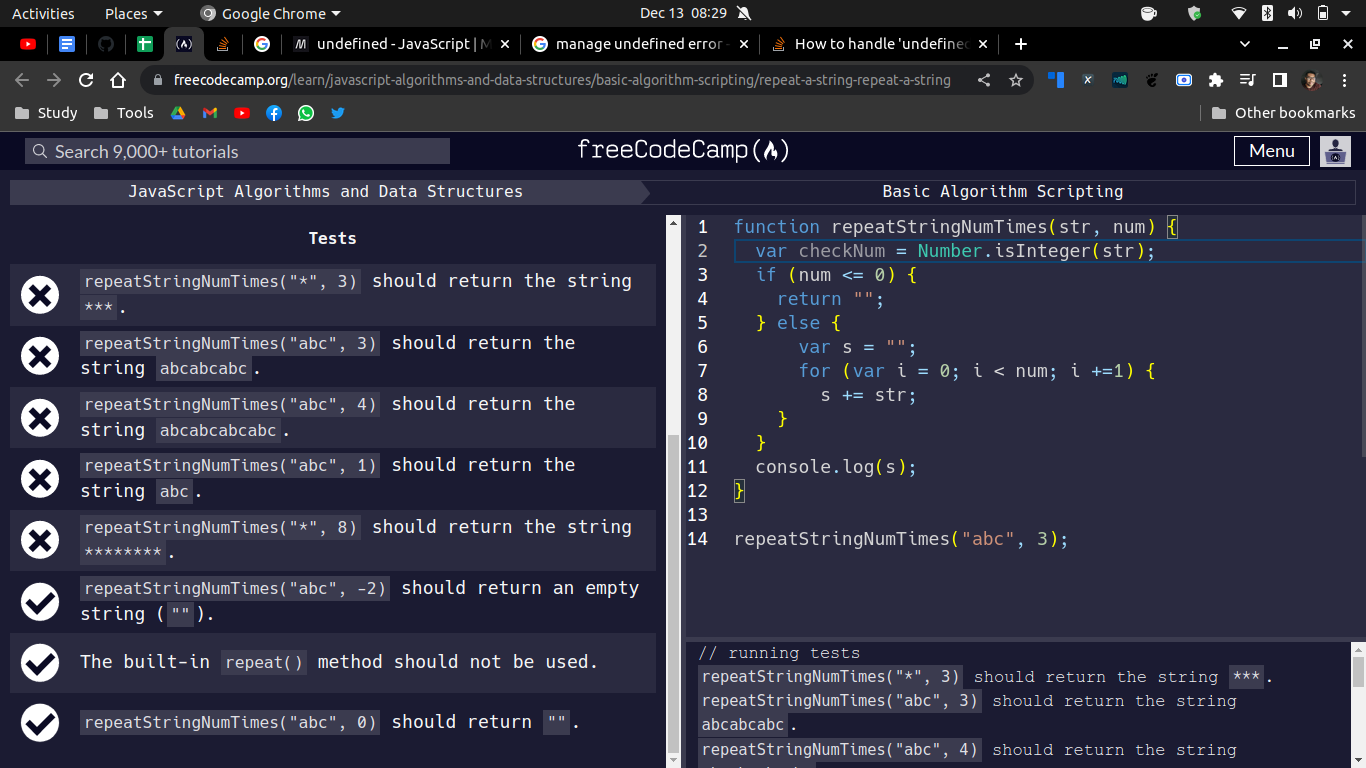 Activities Places Google Chrome Dec 13 08:29
undefined - JavaScript | M manage undefined error - How to handle 'undefined
freecodecamp.org/learn/javascript-algorithms-and-data-structures/basic-algorithm-scripting/repeat-a-string-repeat-a-string
Study Tools Other bookmarks
Search 9,000+ tutorials freeCodeCamp(🔥) Menu
JavaScript Algorithms and Data Structures Basic Algorithm Scripting
Tests
repeatStringNumTimes("*", 3) should return the string
***.
repeatStringNumTimes("abc", 3) should return the
string abcabcabc.
repeatStringNumTimes("abc", 4) should return the
string abcabcabcabc.
repeatStringNumTimes("abc", 1) should return the
string abc.
repeatStringNumTimes("*", 8) should return the string
********.
repeatStringNumTimes("abc", -2) should return an empty
string ("").
The built-in repeat() method should not be used.
repeatStringNumTimes("abc", 0) should return "".
1 function repeatStringNumTimes(str, num) {
2 var checkNum = Number.isInteger(str);
3 if (num <= 0) {
4 return "";
5 } else {
6 var s = "";
7 for (var i = 0; i < num; i +=1) {
8 s += str;
9 }
10 }
11 console.log(s);
12 }
13
14 repeatStringNumTimes("abc", 3);
// running tests
repeatStringNumTimes("*", 3) should return the string ***.
repeatStringNumTimes("abc", 3) should return the string
abcabcabc.
repeatStringNumTimes("abc", 4) should return the string